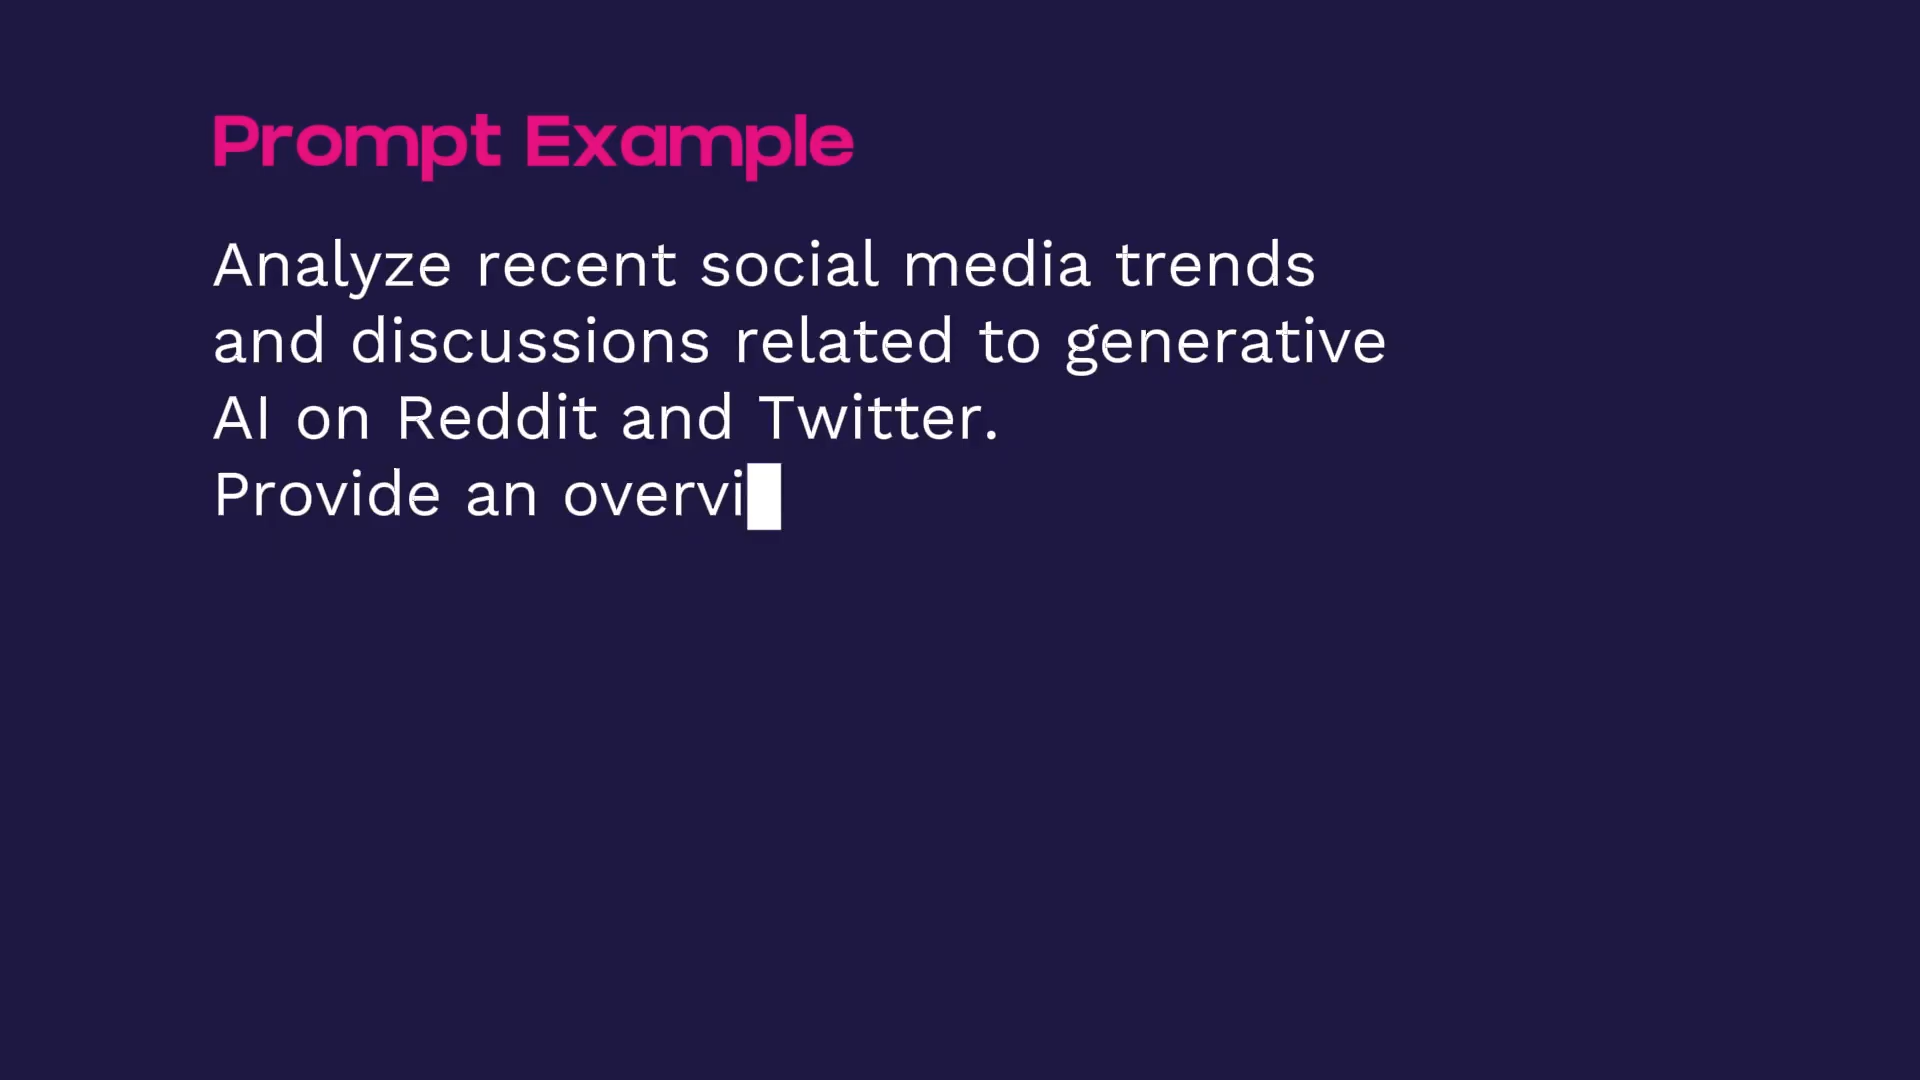 Prompt Example
Analyze recent social media trends
and discussions related to generative
AI on Reddit and Twitter.
Provide an overvi